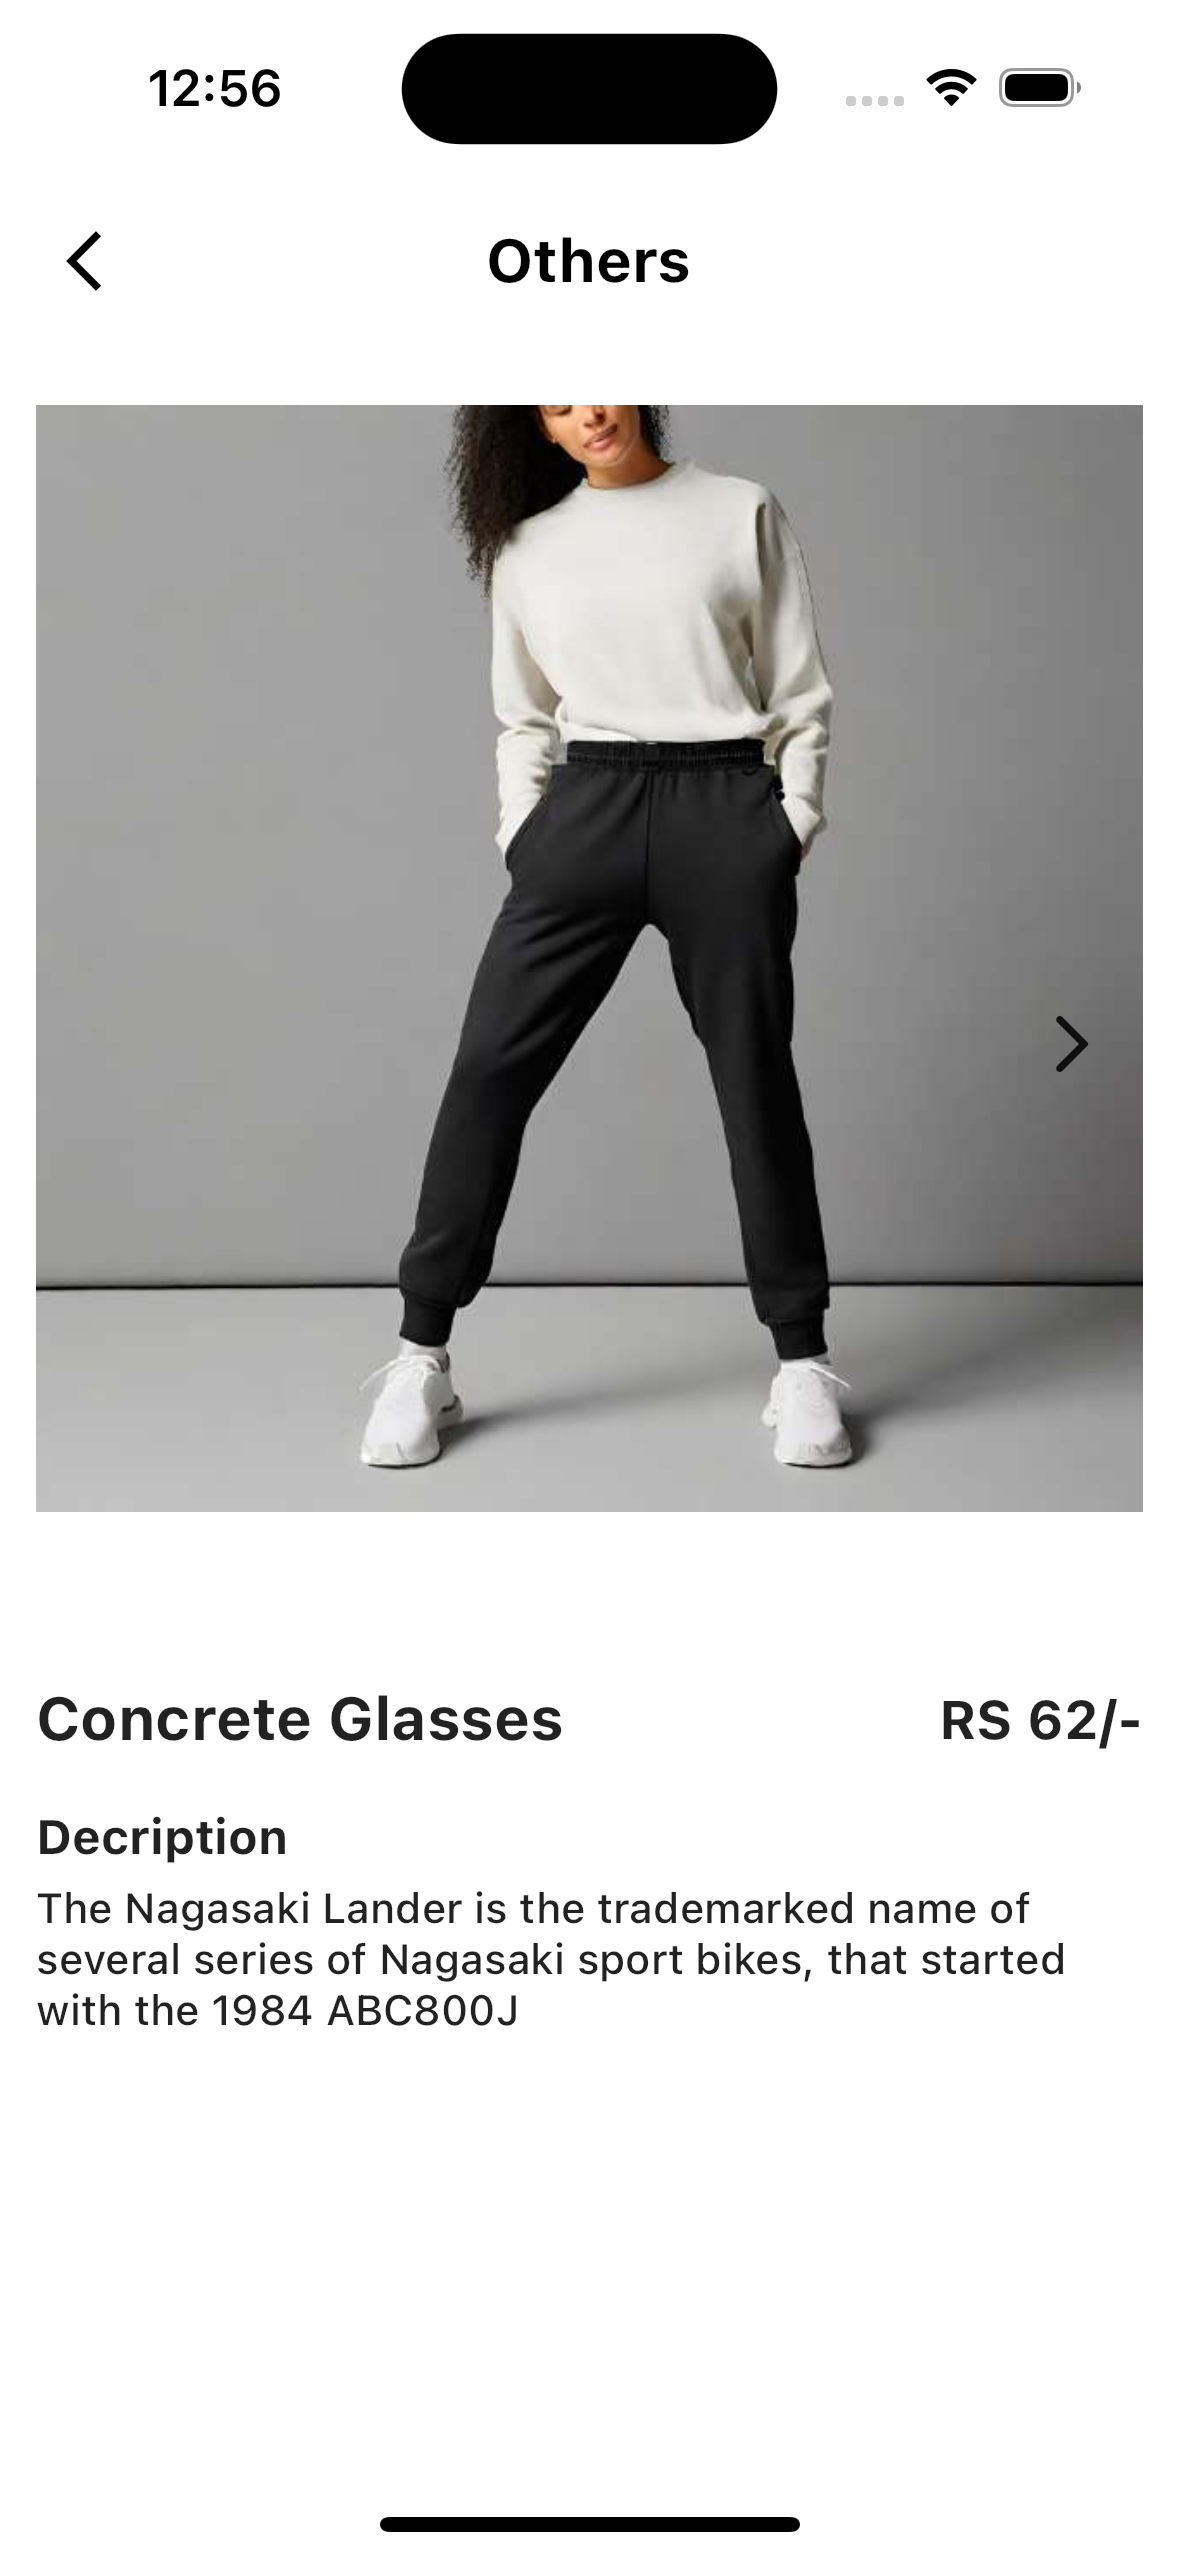 12:56
Others
Concrete Glasses
RS 62/-
Decription
The Nagasaki Lander is the trademarked name of
several series of Nagasaki sport bikes, that started
with the 1984 ABC800J